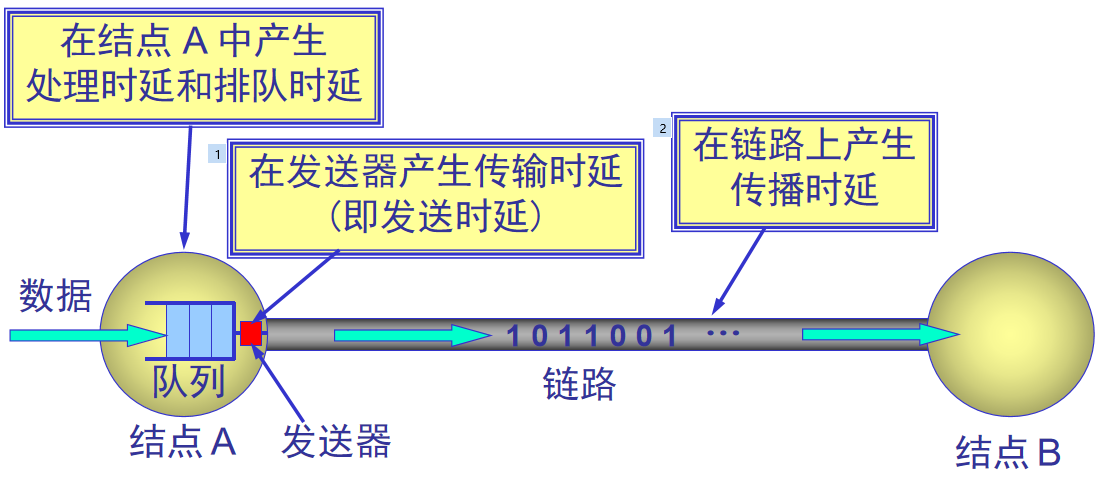 在结点 A 中产生
处理时延和排队时延
1
在发送器产生传输时延
(即发送时延)
2
在链路上产生
传播时延
数据
1 0 1 1 0 0 1 ···
队列
链路
结点 A
发送器
结点 B